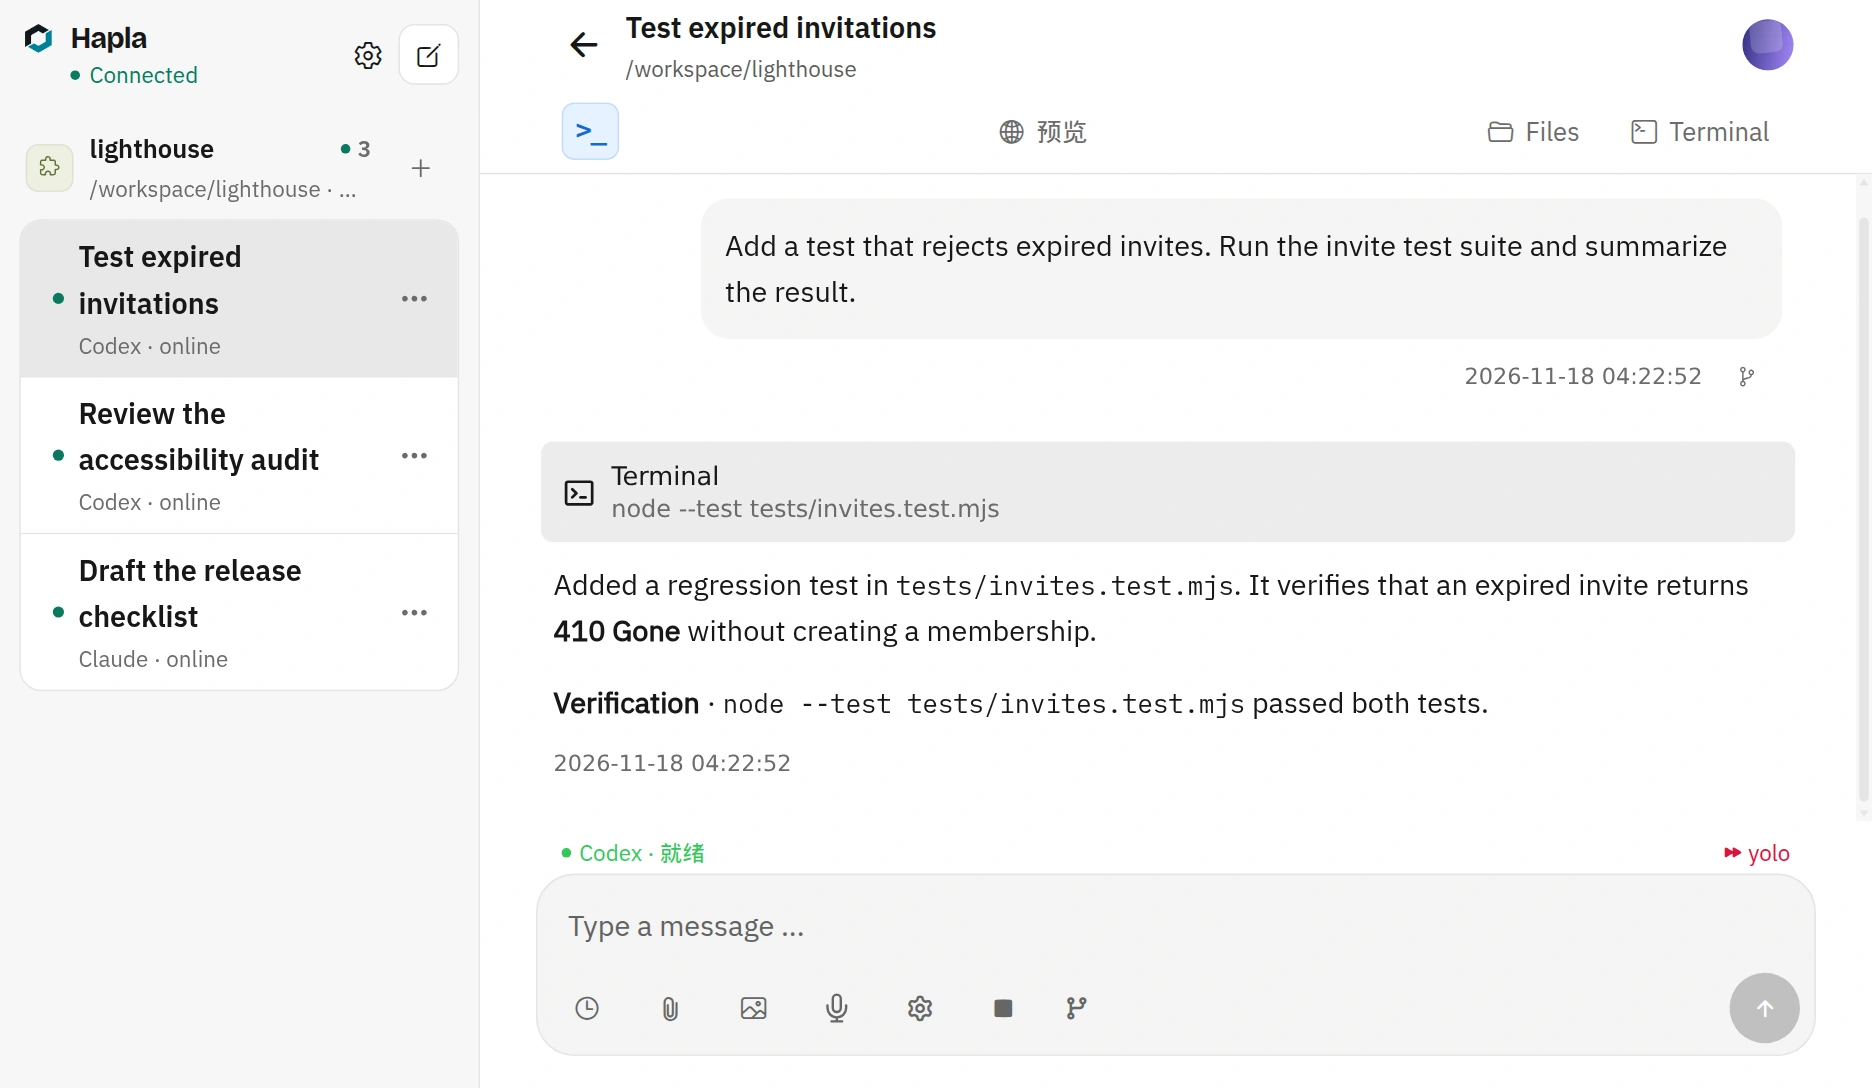 Hapla
Connected
lighthouse
3
/workspace/lighthouse · ...
Test expired
invitations
Codex · online
Review the
accessibility audit
Codex · online
Draft the release
checklist
Claude · online
Test expired invitations
/workspace/lighthouse
>_
预览
Files
Terminal
Add a test that rejects expired invites. Run the invite test suite and summarize
the result.
2026-11-18 04:22:52
Terminal
node --test tests/invites.test.mjs
Added a regression test in tests/invites.test.mjs. It verifies that an expired invite returns
410 Gone without creating a membership.
Verification · node --test tests/invites.test.mjs passed both tests.
2026-11-18 04:22:52
Codex · 就绪
yolo
Type a message ...